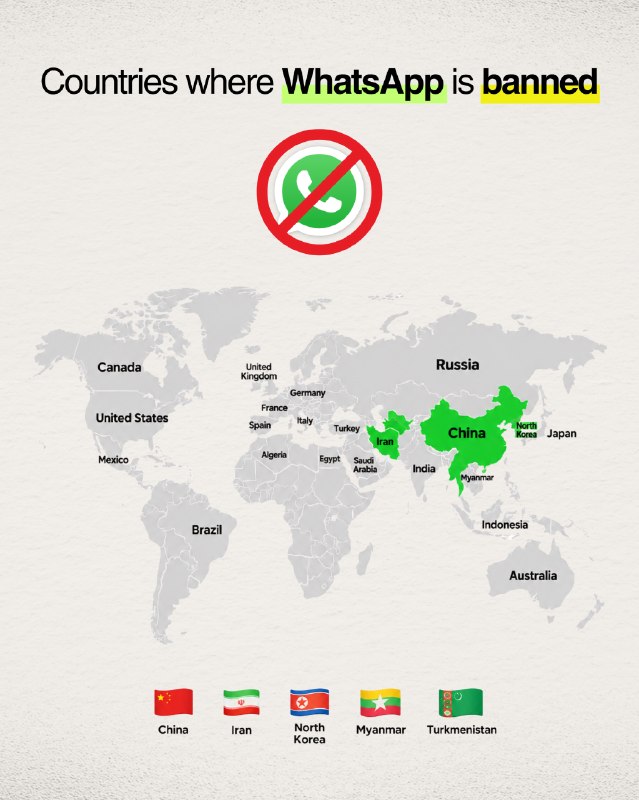 Countries where WhatsApp is banned
Canada
United States
Mexico
Brazil
United
Kingdom
Germany
France
Spain
Italy
Turkey
Algeria
Egypt
Saudi
Arabia
Iran
Russia
China
India
Myanmar
North
Korea
Japan
Indonesia
Australia
China
Iran
North
Korea
Myanmar
Turkmenistan